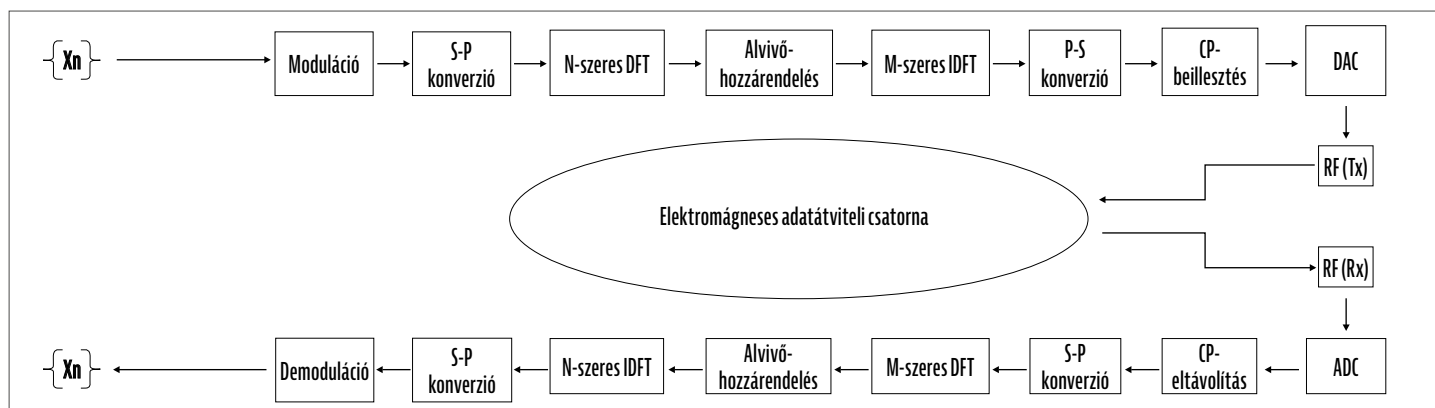 {Xn}
Moduláció
S-P
konverzió
N-szeres DFT
Alvivő-
hozzárendelés
M-szeres IDFT
P-S
konverzió
CP-
beillesztés
DAC
RF (Tx)
Elektromágneses adatátviteli csatorna
RF (Rx)
{Xn}
Demoduláció
S-P
konverzió
N-szeres IDFT
Alvivő-
hozzárendelés
M-szeres DFT
S-P
konverzió
CP-
eltávolítás
ADC